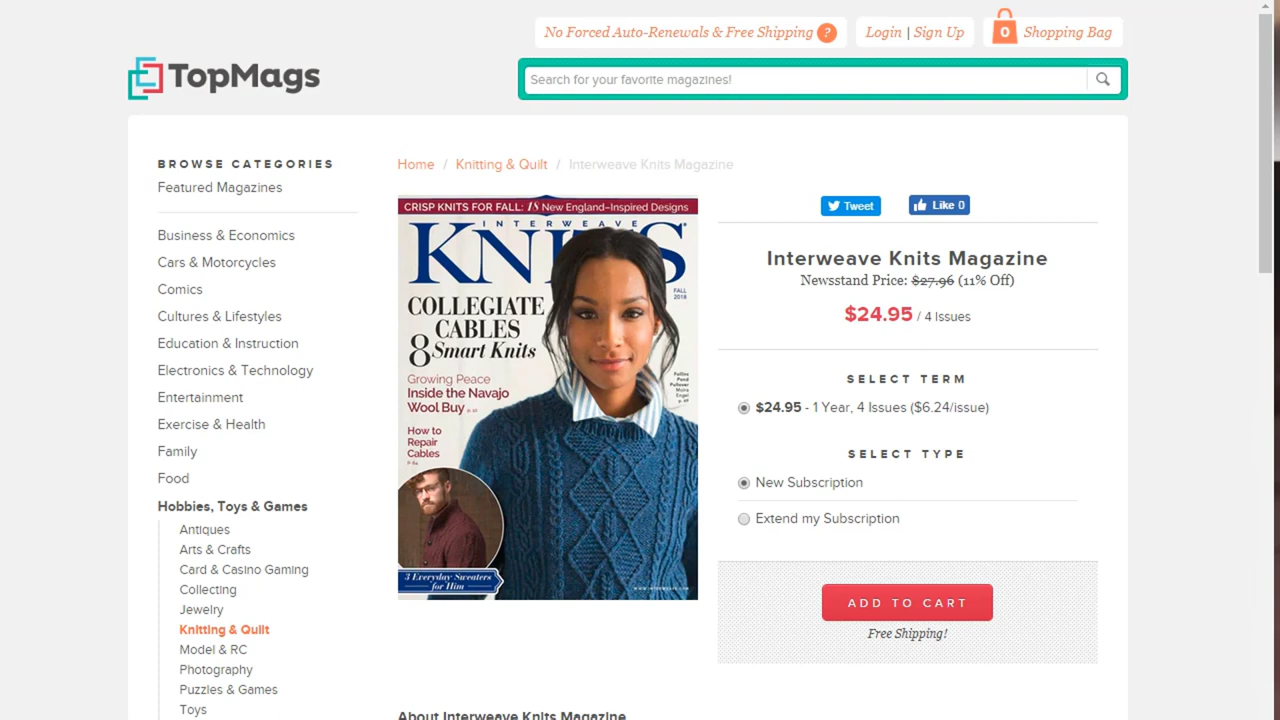 No Forced Auto-Renewals & Free Shipping ?
Login | Sign Up
0 Shopping Bag
TopMags
Search for your favorite magazines!
BROWSE CATEGORIES
Featured Magazines
Business & Economics
Cars & Motorcycles
Comics
Cultures & Lifestyles
Education & Instruction
Electronics & Technology
Entertainment
Exercise & Health
Family
Food
Hobbies, Toys & Games
Antiques
Arts & Crafts
Card & Casino Gaming
Collecting
Jewelry
Knitting & Quilt
Model & RC
Photography
Puzzles & Games
Toys
Home / Knitting & Quilt / Interweave Knits Magazine
CRISP KNITS FOR FALL: 18 New England–Inspired Designs
INTERWEAVE
KNITS
FALL
2018
COLLEGIATE
CABLES
8 Smart Knits
Growing Peace
Inside the Navajo
Wool Buy
How to
Repair
Cables
3 Everyday Sweaters
for Him
Tweet
Like 0
Interweave Knits Magazine
Newsstand Price: $27.96 (11% Off)
$24.95 / 4 Issues
SELECT TERM
$24.95 - 1 Year, 4 Issues ($6.24/issue)
SELECT TYPE
New Subscription
Extend my Subscription
ADD TO CART
Free Shipping!
About Interweave Knits Magazine